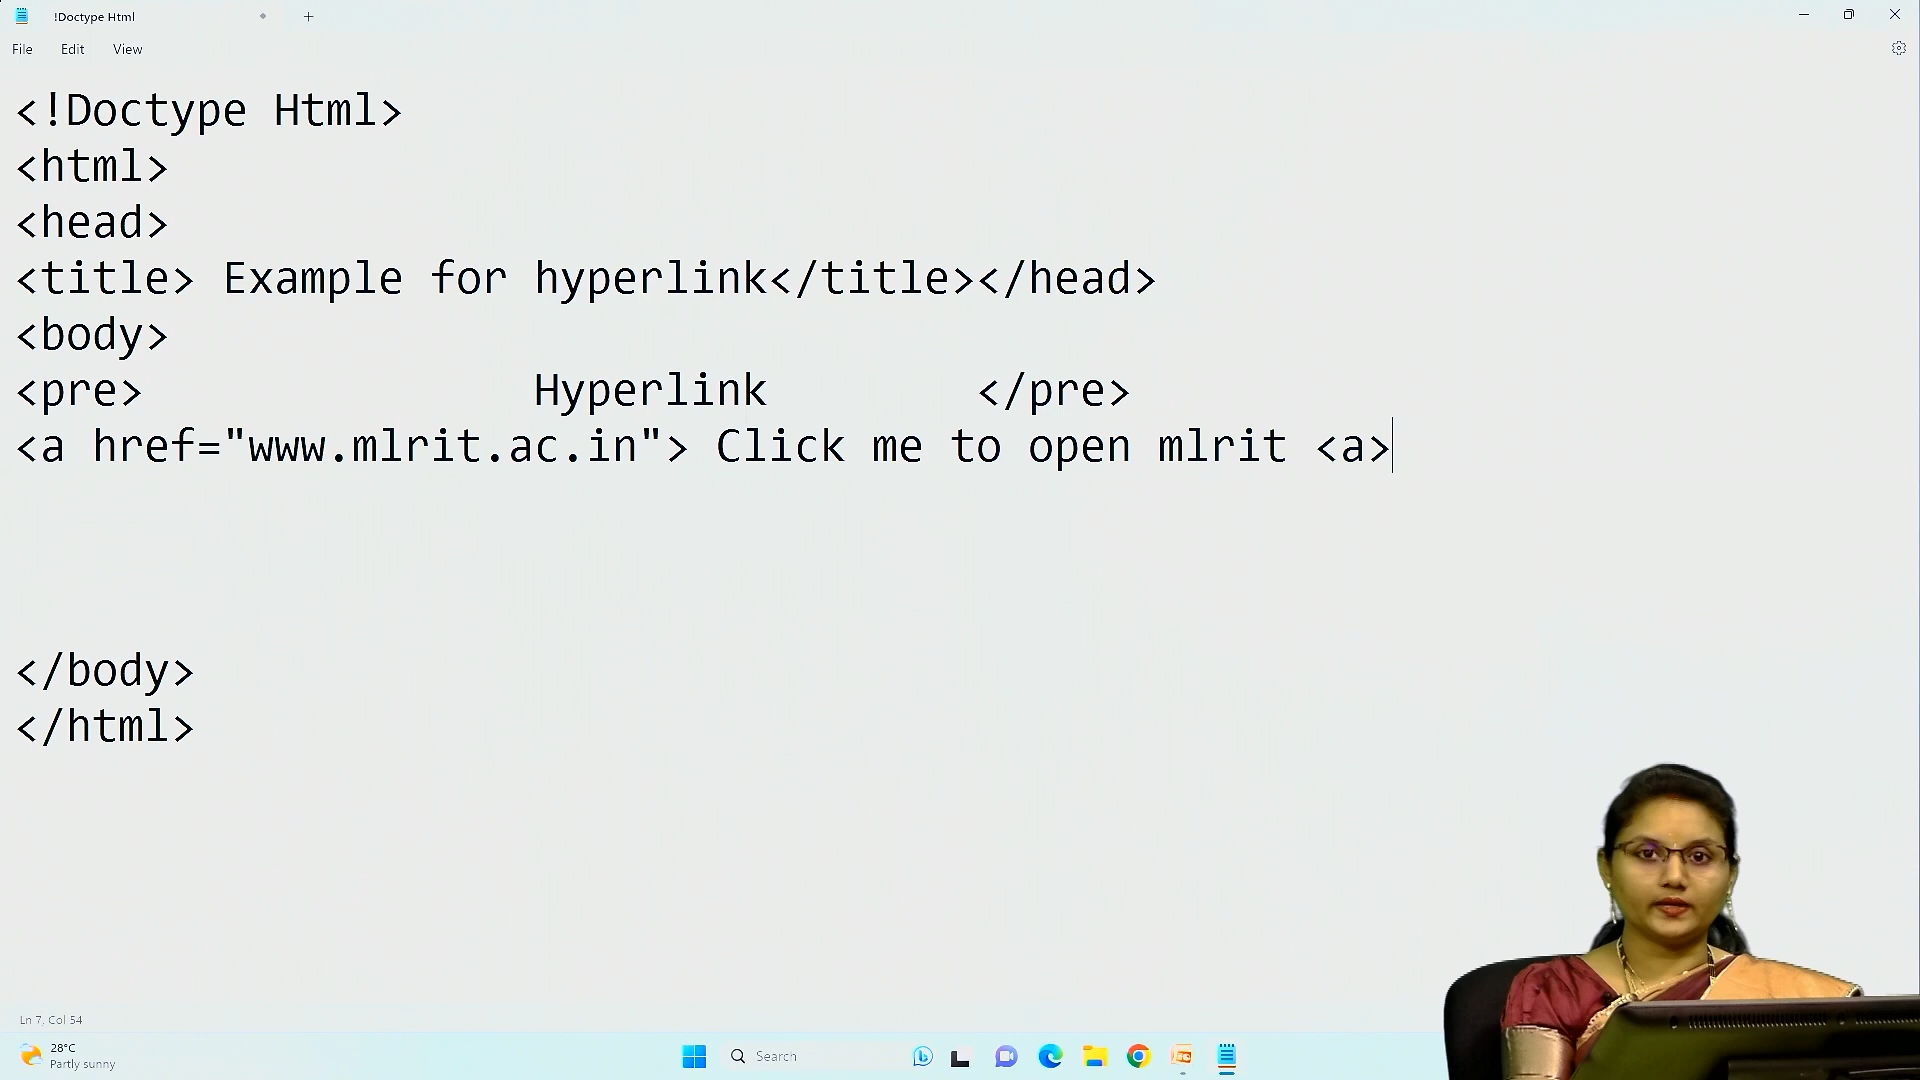 !Doctype Html
File Edit View
<!Doctype Html>
<html>
<head>
<title> Example for hyperlink</title></head>
<body>
<pre> Hyperlink </pre>
<a href="www.mlrit.ac.in"> Click me to open mlrit <a>
</body>
</html>
Ln 7, Col 54
28°C
Partly sunny
Search